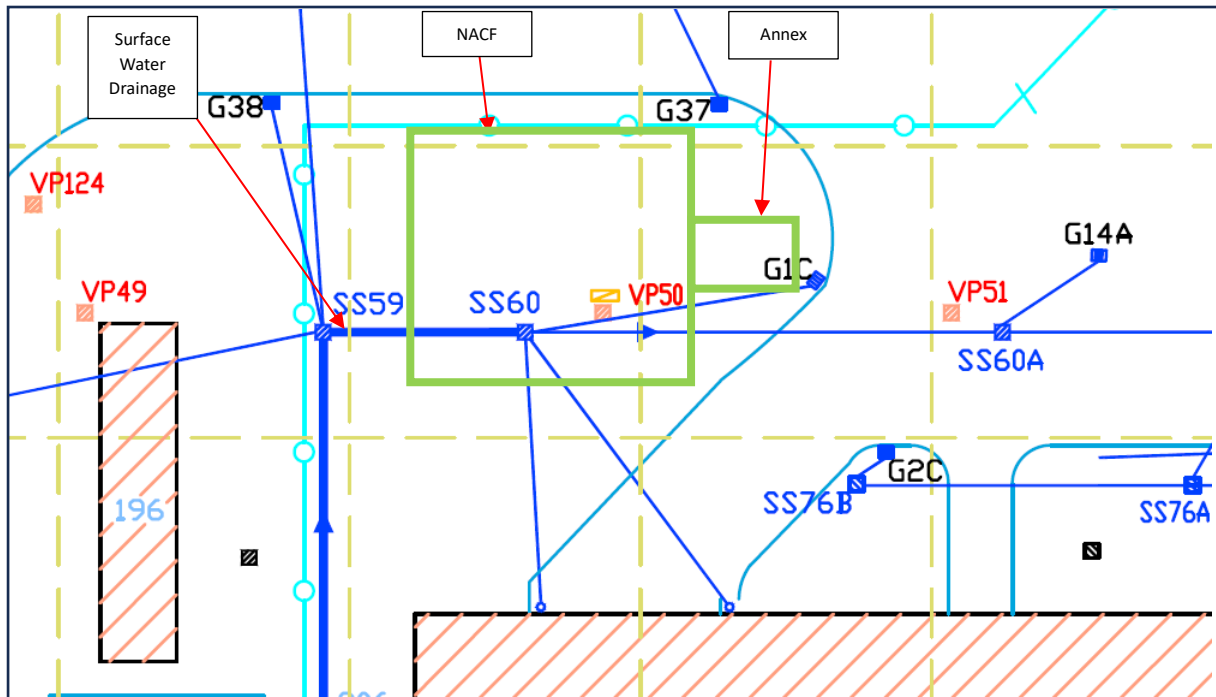 Surface
Water
Drainage
NACF
Annex
G38
G37
VP124
G14A
G1C
VP49
SS59
SS60
VP50
VP51
SS60A
G2C
SS76B
SS76A
196